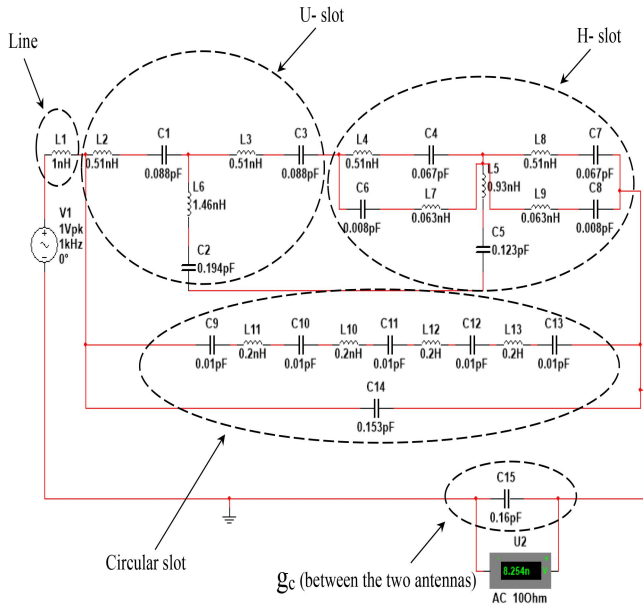 U- slot
H- slot
Line
L1
1nH
L2
0.51nH
C1
0.088pF
L3
0.51nH
C3
0.088pF
L4
0.51nH
C4
0.067pF
L8
0.51nH
C7
0.067pF
L6
1.46nH
C6
0.008pF
L7
0.063nH
L5
0.93nH
L9
0.063nH
C8
0.008pF
V1
1Vpk
1kHz
0°
C2
0.194pF
C5
0.123pF
C9
0.01pF
L11
0.2nH
C10
0.01pF
L10
0.2nH
C11
0.01pF
L12
0.2H
C12
0.01pF
L13
0.2H
C13
0.01pF
C14
0.153pF
C15
0.16pF
U2
8.254n
AC 10Ohm
Circular slot
gc (between the two antennas)